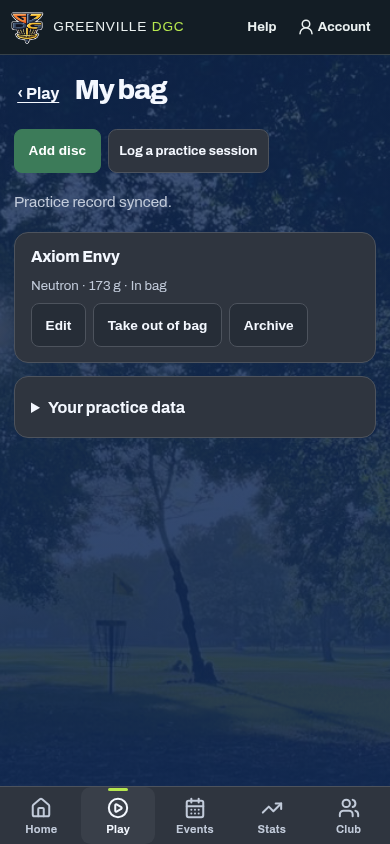 GREENVILLE DGC
Help
Account
‹ Play
My bag
Add disc
Log a practice session
Practice record synced.
Axiom Envy
Neutron · 173 g · In bag
Edit
Take out of bag
Archive
Your practice data
Home
Play
Events
Stats
Club